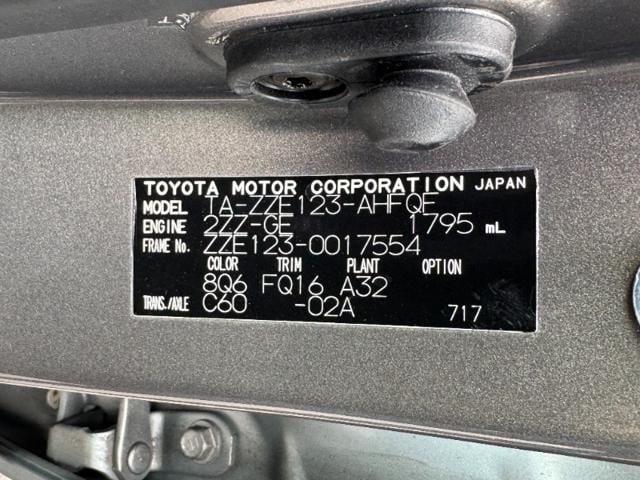 TOYOTA MOTOR CORPORATION JAPAN
MODEL TA-ZZE123-AHFQF
ENGINE 2ZZ-GE 1795 mL
FRAME No. ZZE123-0017554
COLOR TRIM PLANT OPTION
8Q6 FQ16 A32
TRANS./AXLE C60 -02A 717